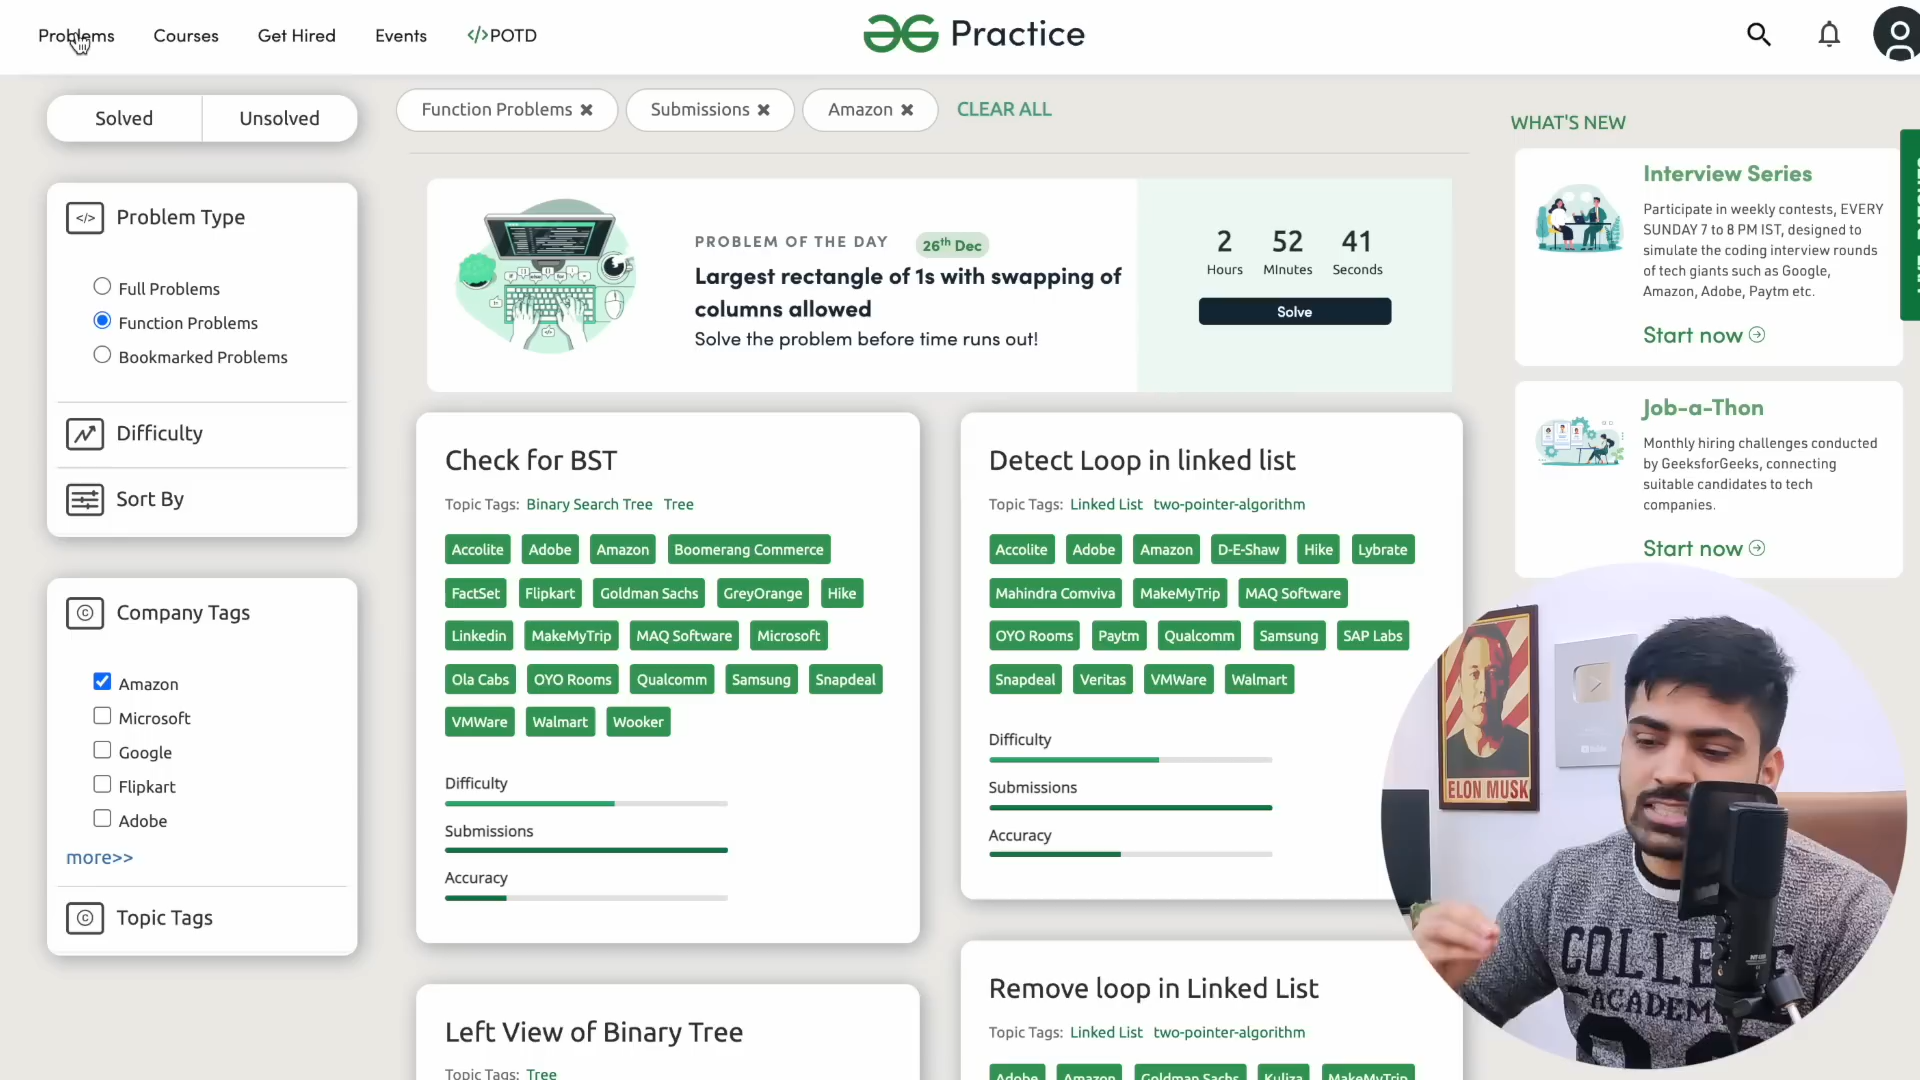 Problems
Courses
Get Hired
Events
</>POTD
Practice
Solved
Unsolved
Function Problems ✖
Submissions ✖
Amazon ✖
CLEAR ALL
WHAT'S NEW
Problem Type
Full Problems
Function Problems
Bookmarked Problems
Difficulty
Sort By
PROBLEM OF THE DAY
26th Dec
Largest rectangle of 1s with swapping of
columns allowed
Solve the problem before time runs out!
2
52
41
Hours
Minutes
Seconds
Solve
Interview Series
Participate in weekly contests, EVERY
SUNDAY 7 to 8 PM IST, designed to
simulate the coding interview rounds
of tech giants such as Google,
Amazon, Adobe, Paytm etc.
Start now
Job-a-Thon
Monthly hiring challenges conducted
by GeeksforGeeks, connecting
suitable candidates to tech
companies.
Start now
Company Tags
Amazon
Microsoft
Google
Flipkart
Adobe
more>>
Topic Tags
Check for BST
Topic Tags: Binary Search Tree Tree
Accolite Adobe Amazon Boomerang Commerce
FactSet Flipkart Goldman Sachs GreyOrange Hike
Linkedin MakeMyTrip MAQ Software Microsoft
Ola Cabs OYO Rooms Qualcomm Samsung Snapdeal
VMWare Walmart Wooker
Difficulty
Submissions
Accuracy
Detect Loop in linked list
Topic Tags: Linked List two-pointer-algorithm
Accolite Adobe Amazon D-E-Shaw Hike Lybrate
Mahindra Comviva MakeMyTrip MAQ Software
OYO Rooms Paytm Qualcomm Samsung SAP Labs
Snapdeal Veritas VMWare Walmart
Difficulty
Submissions
Accuracy
Left View of Binary Tree
Topic Tags: Tree
Remove loop in Linked List
Topic Tags: Linked List two-pointer-algorithm
Adobe Amazon Goldman Sachs Kuliza MakeMyTrip
ELON MUSK
ACADEM